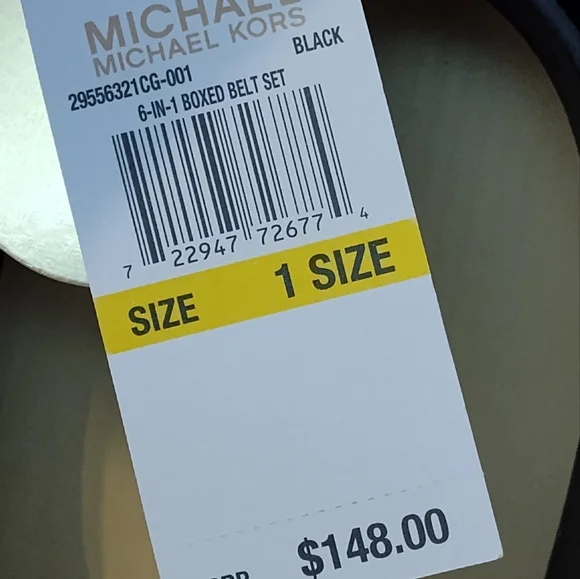 MICHAEL
MICHAEL KORS
BLACK
29556321CG-001
6-IN-1 BOXED BELT SET
7 22947 72677 4
SIZE 1 SIZE
$148.00